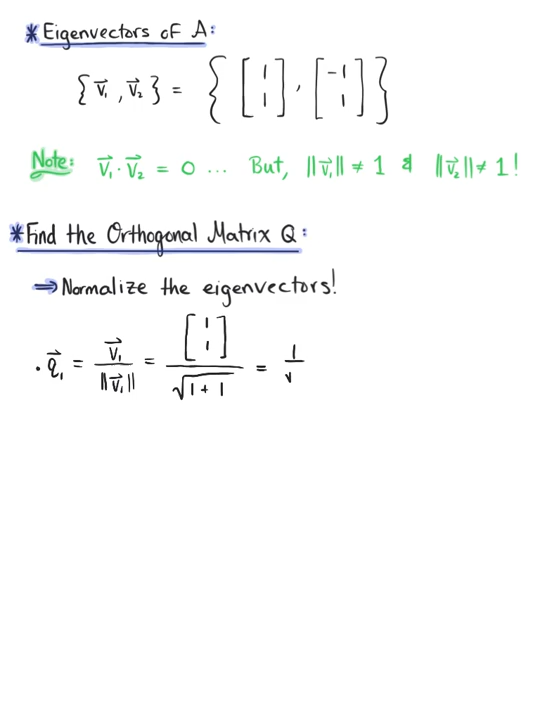 * Eigenvectors of A:
{v⃗₁, v⃗₂} = { [1 1], [-1 1] }
Note: v⃗₁ · v⃗₂ = 0 ... But, ||v⃗₁|| ≠ 1 & ||v⃗₂|| ≠ 1!
* Find the Orthogonal Matrix Q:
⇒ Normalize the eigenvectors!
· q⃗₁ = v⃗₁ / ||v⃗₁|| = [1 1] / √(1 + 1) = 1 / √